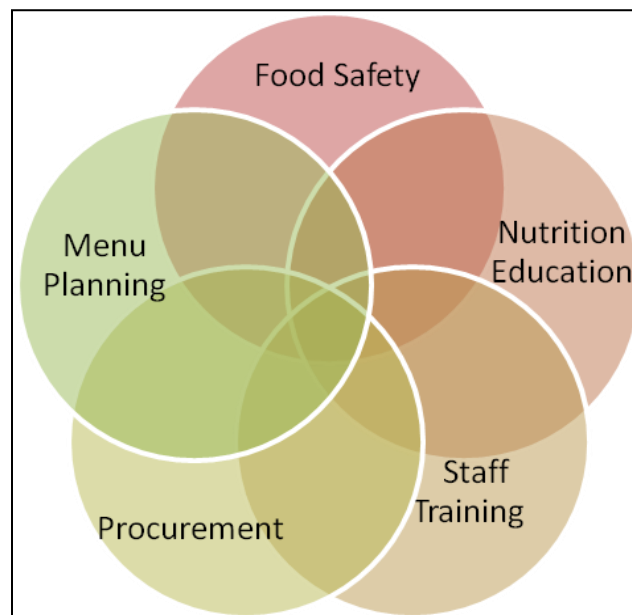 Food Safety
Nutrition
Education
Menu
Planning
Staff
Training
Procurement